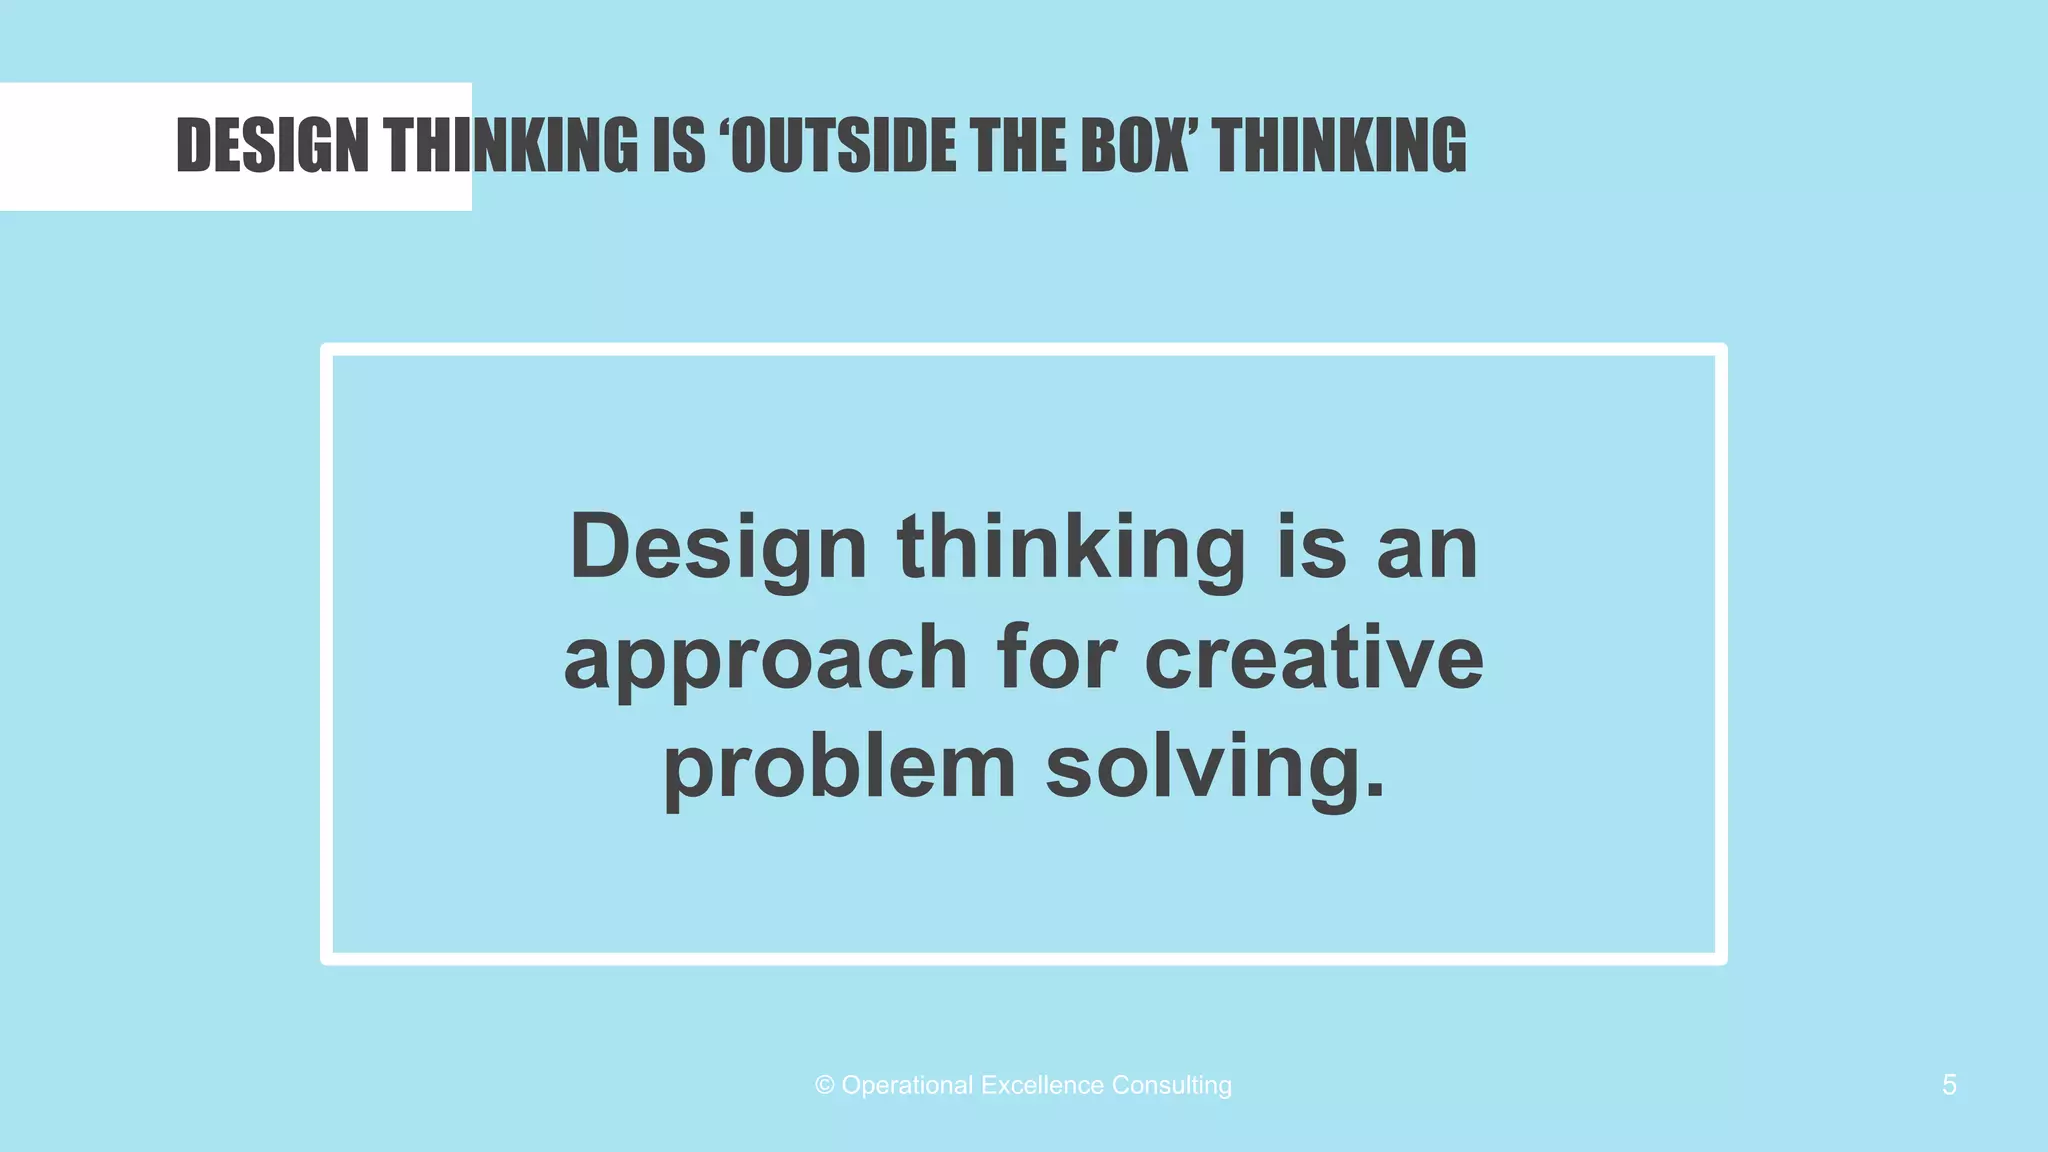 DESIGN THINKING IS ‘OUTSIDE THE BOX’ THINKING
Design thinking is an
approach for creative
problem solving.
© Operational Excellence Consulting
5